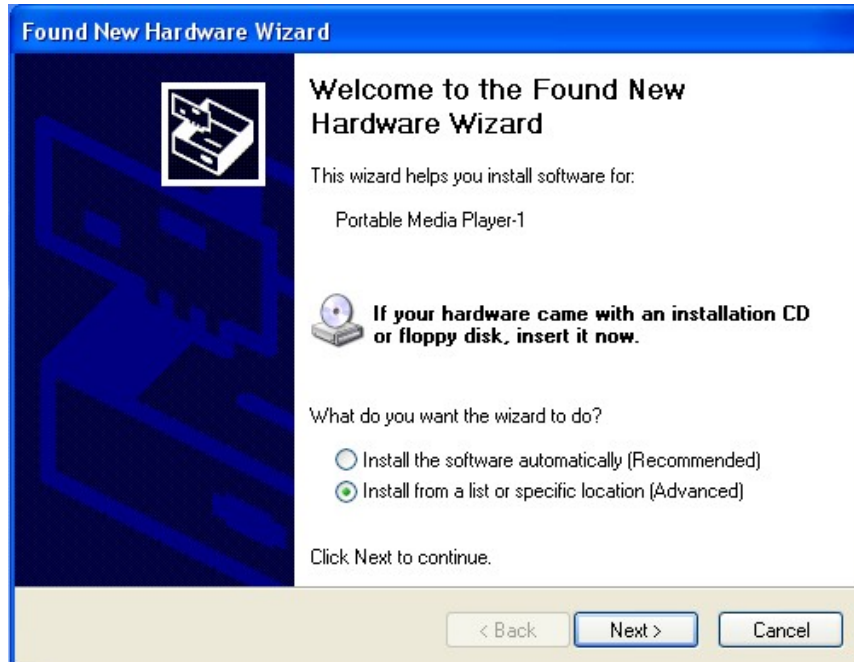 Found New Hardware Wizard
Welcome to the Found New
Hardware Wizard
This wizard helps you install software for:
Portable Media Player-1
If your hardware came with an installation CD
or floppy disk, insert it now.
What do you want the wizard to do?
Install the software automatically (Recommended)
Install from a list or specific location (Advanced)
Click Next to continue.
< Back Next > Cancel